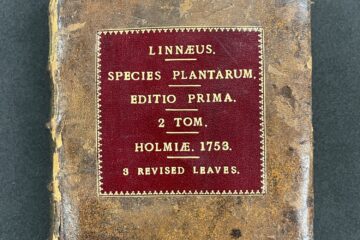 LINNÆUS.
SPECIES PLANTARUM.
EDITIO PRIMA.
2 TOM.
HOLMIÆ. 1753.
3 REVISED LEAVES.